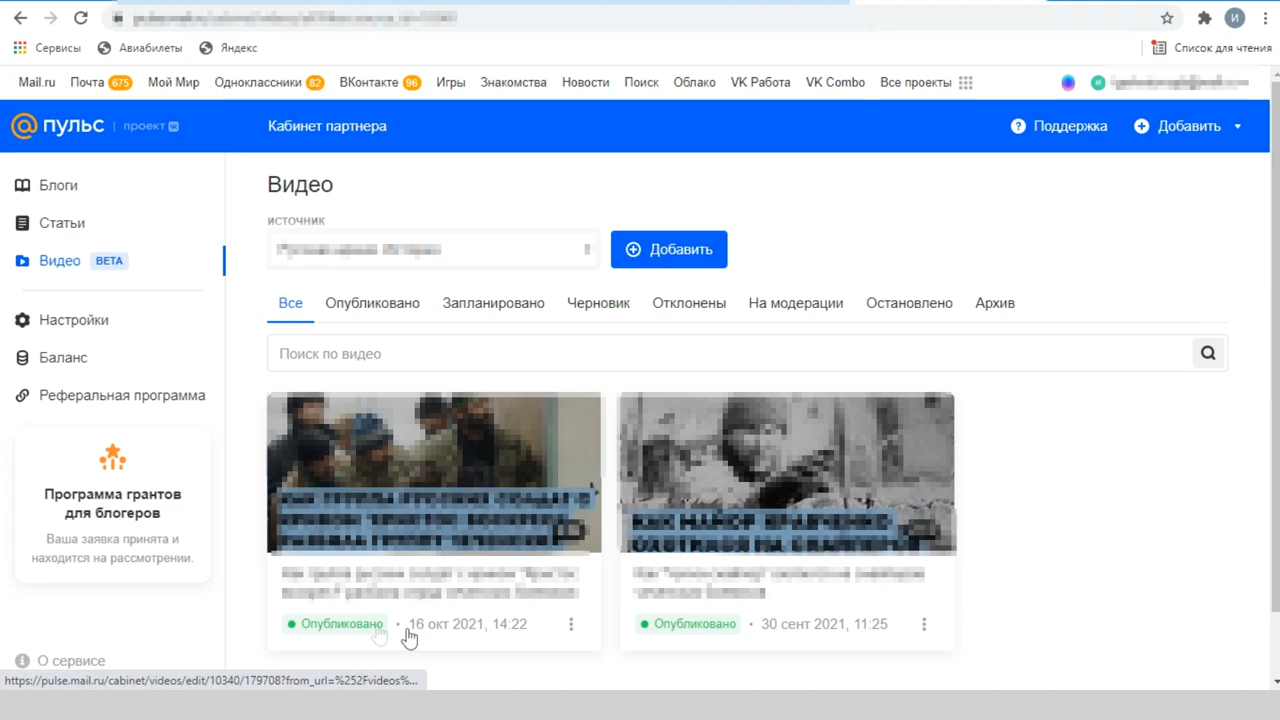 Сервисы Авиабилеты Яндекс Список для чтения
И
Mail.ru Почта 675 Мой Мир Одноклассники 82 ВКонтакте 96 Игры Знакомства Новости Поиск Облако VK Работа VK Combo Все проекты
пульс | проект Кабинет партнера Поддержка Добавить
Блоги
Статьи
Видео BETA
Настройки
Баланс
Реферальная программа
Программа грантов
для блогеров
Ваша заявка принята и
находится на рассмотрении.
О сервисе
Видео
ИСТОЧНИК
Добавить
Все Опубликовано Запланировано Черновик Отклонены На модерации Остановлено Архив
Поиск по видео
Опубликовано • 16 окт 2021, 14:22
Опубликовано • 30 сент 2021, 11:25
https://pulse.mail.ru/cabinet/videos/edit/10340/179708?from_url=%252Fvideos%...